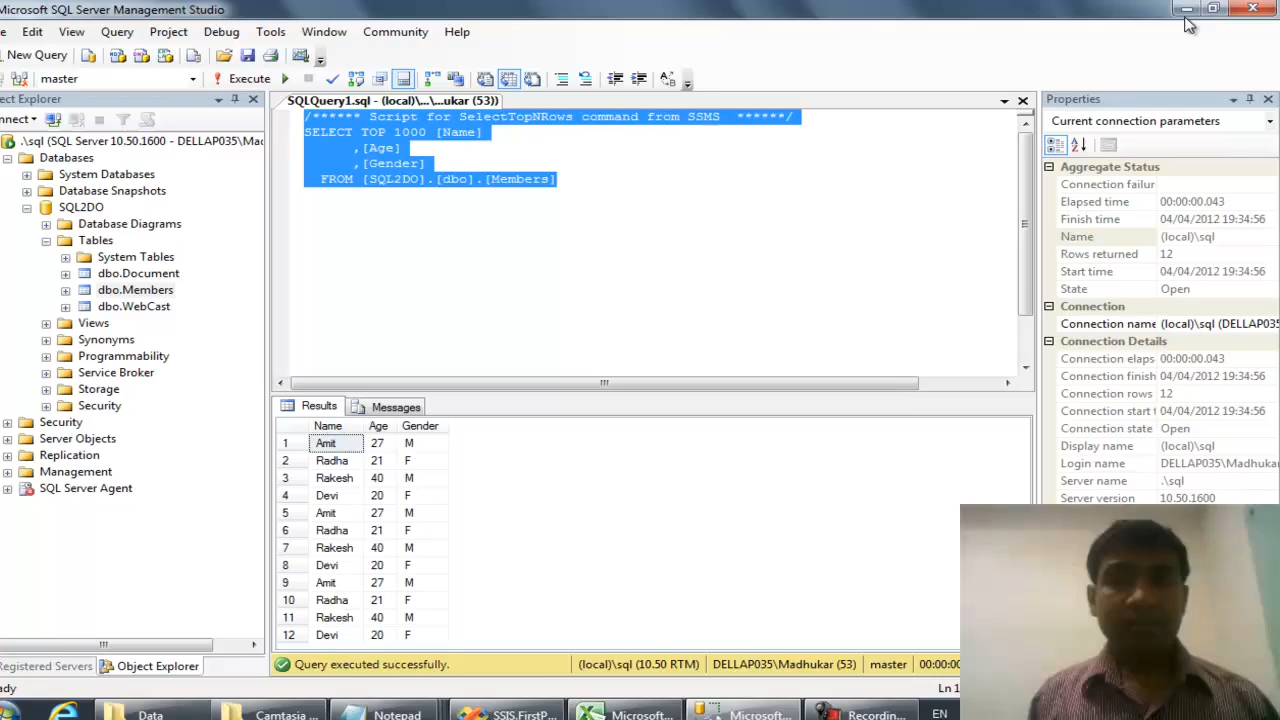 Microsoft SQL Server Management Studio
Edit View Query Project Debug Tools Window Community Help
New Query
master Execute
ect Explorer
nnect
.\sql (SQL Server 10.50.1600 - DELLAP035\Mad
Databases
System Databases
Database Snapshots
SQL2DO
Database Diagrams
Tables
System Tables
dbo.Document
dbo.Members
dbo.WebCast
Views
Synonyms
Programmability
Service Broker
Storage
Security
Security
Server Objects
Replication
Management
SQL Server Agent
Registered Servers Object Explorer
SQLQuery1.sql - (local)\...\...ukar (53))
/****** Script for SelectTopNRows command from SSMS ******/
SELECT TOP 1000 [Name]
,[Age]
,[Gender]
FROM [SQL2DO].[dbo].[Members]
Results Messages
Name Age Gender
1 Amit 27 M
2 Radha 21 F
3 Rakesh 40 M
4 Devi 20 F
5 Amit 27 M
6 Radha 21 F
7 Rakesh 40 M
8 Devi 20 F
9 Amit 27 M
10 Radha 21 F
11 Rakesh 40 M
12 Devi 20 F
Query executed successfully. (local)\sql (10.50 RTM) DELLAP035\Madhukar (53) master 00:00:00
Properties
Current connection parameters
Aggregate Status
Connection failur
Elapsed time 00:00:00.043
Finish time 04/04/2012 19:34:56
Name (local)\sql
Rows returned 12
Start time 04/04/2012 19:34:56
State Open
Connection
Connection name (local)\sql (DELLAP035
Connection Details
Connection elaps 00:00:00.043
Connection finish 04/04/2012 19:34:56
Connection rows 12
Connection start t 04/04/2012 19:34:56
Connection state Open
Display name (local)\sql
Login name DELLAP035\Madhukar
Server name .\sql
Server version 10.50.1600
ady Ln 1
Data Camtasia Notepad SSIS.FirstP... Microsoft... Microsoft... Recordin... EN